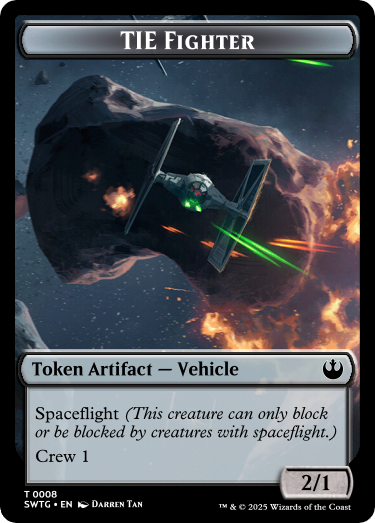 TIE Fighter
Token Artifact — Vehicle
Spaceflight (This creature can only block
or be blocked by creatures with spaceflight.)
Crew 1
2/1
T 0008
SWTG • EN Darren Tan
™ & © 2025 Wizards of the Coast